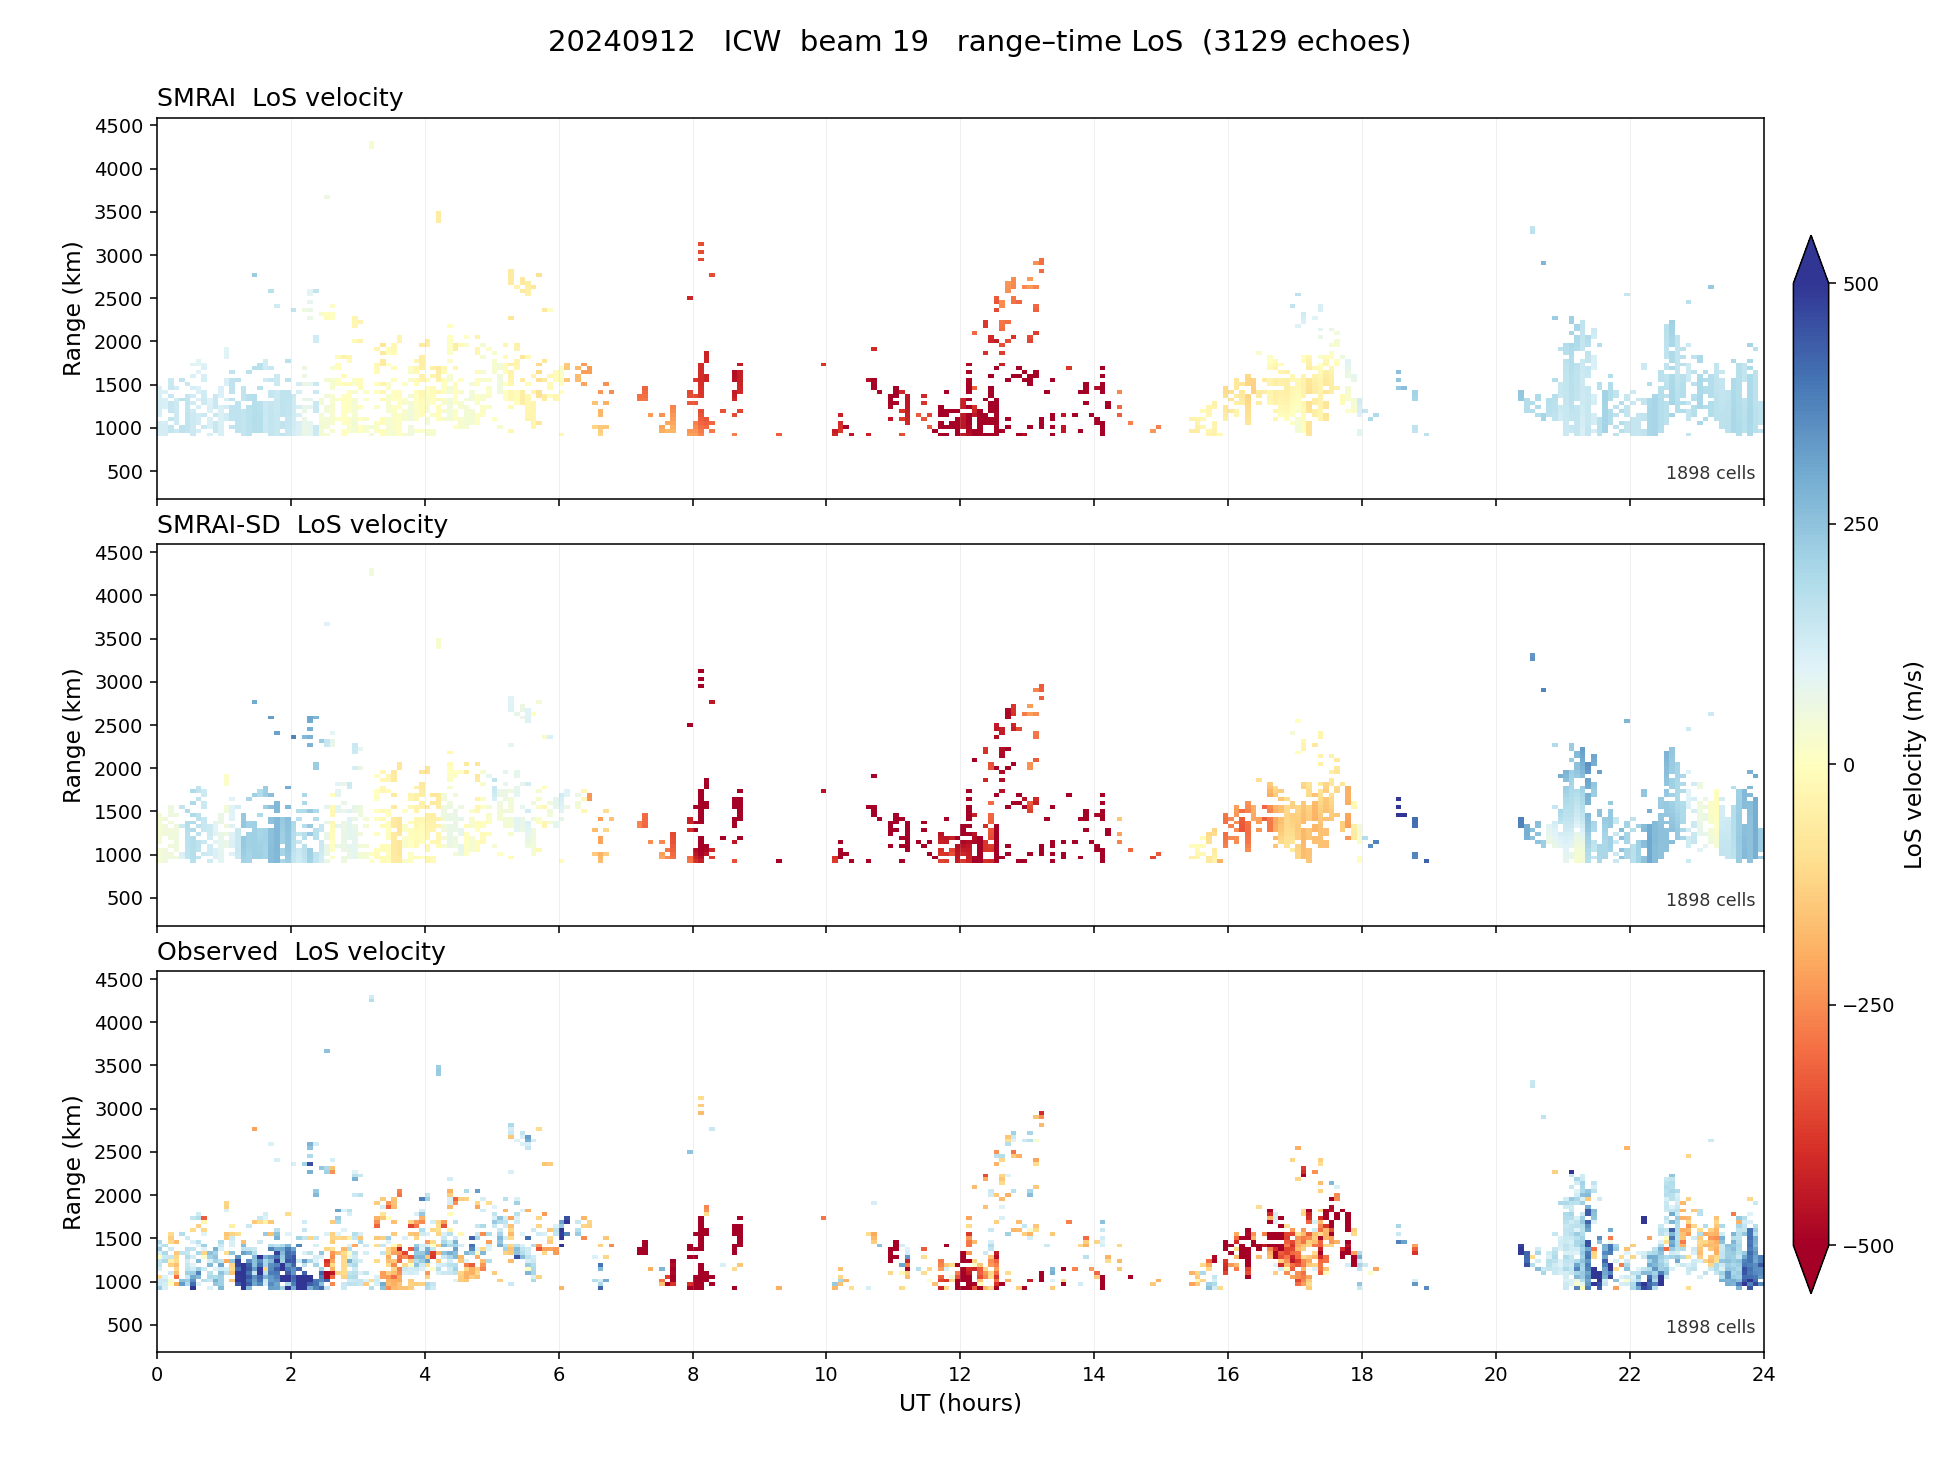 20240912   ICW  beam 19   range–time LoS  (3129 echoes)
SMRAI  LoS velocity
4500
4000
3500
3000
2500
2000
1500
1000
500
Range (km)
1898 cells
SMRAI-SD  LoS velocity
4500
4000
3500
3000
2500
2000
1500
1000
500
Range (km)
1898 cells
Observed  LoS velocity
4500
4000
3500
3000
2500
2000
1500
1000
500
Range (km)
1898 cells
0 2 4 6 8 10 12 14 16 18 20 22 24
UT (hours)
500
250
0
−250
−500
LoS velocity (m/s)